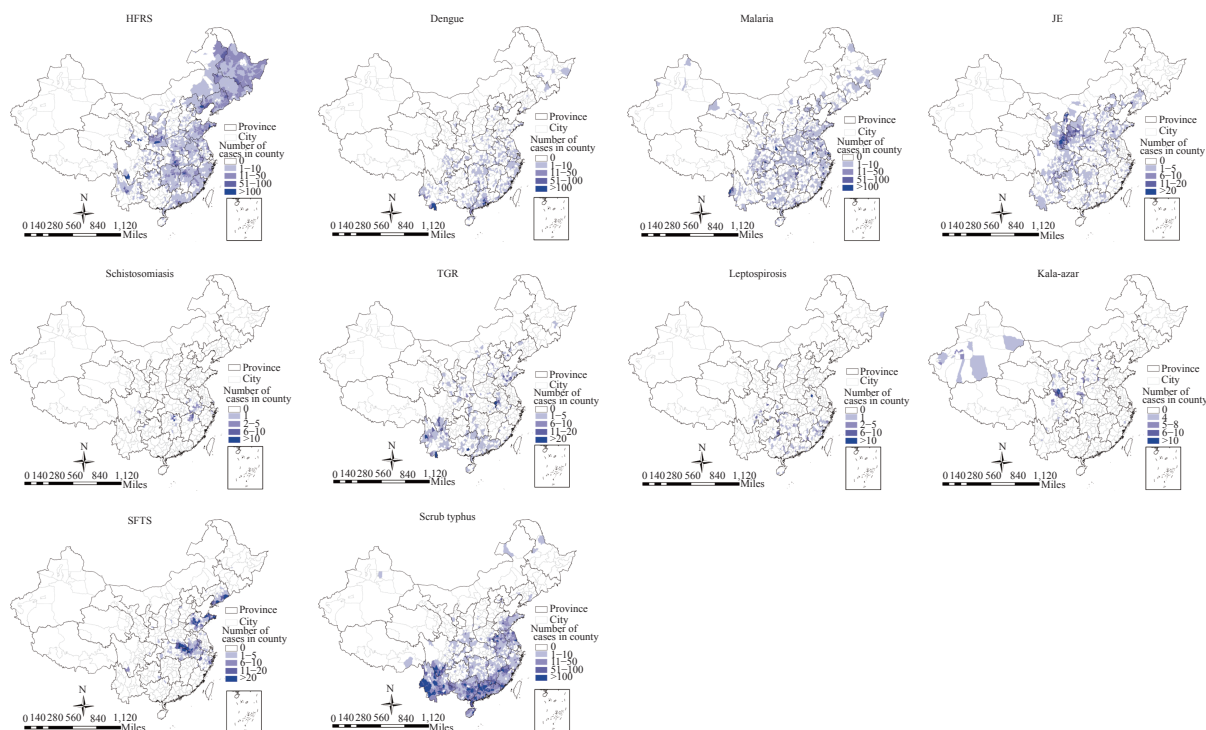 HFRS
Province
City
Number of
cases in county
0
1−10
11−50
51−100
>100
N
0 140 280 560 840 1,120
Miles
Dengue
Province
City
Number of
cases in county
0
1−10
11−50
51−100
>100
N
0 140 280 560 840 1,120
Miles
Malaria
Province
City
Number of
cases in county
0
1−10
11−50
51−100
>100
N
0 140 280 560 840 1,120
Miles
JE
Province
City
Number of
cases in county
0
1−5
6−10
11−20
>20
N
0 140 280 560 840 1,120
Miles
Schistosomiasis
Province
City
Number of
cases in county
0
1
2−5
6−10
>10
N
0 140 280 560 840 1,120
Miles
TGR
Province
City
Number of
cases in county
0
1−5
6−10
11−20
>20
N
0 140 280 560 840 1,120
Miles
Leptospirosis
Province
City
Number of
cases in county
0
1
2−5
6−10
>10
N
0 140 280 560 840 1,120
Miles
Kala-azar
Province
City
Number of
cases in county
0
4
5−8
6−10
>10
N
0 140 280 560 840 1,120
Miles
SFTS
Province
City
Number of
cases in county
0
1−5
6−10
11−20
>20
N
0 140 280 560 840 1,120
Miles
Scrub typhus
Province
City
Number of
cases in county
0
1−10
11−50
51−100
>100
N
0 140 280 560 840 1,120
Miles